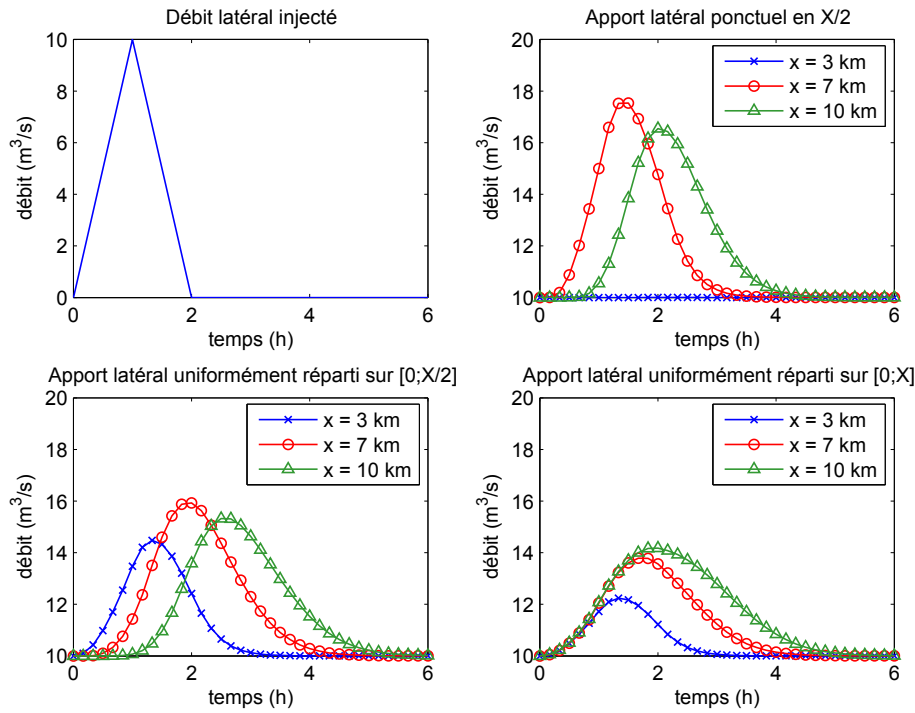 Débit latéral injecté
10
8
6
4
2
0
0 2 4 6
débit (m³/s)
temps (h)
Apport latéral ponctuel en X/2
20
18
16
14
12
10
0 2 4 6
débit (m³/s)
temps (h)
x = 3 km
x = 7 km
x = 10 km
Apport latéral uniformément réparti sur [0;X/2]
20
18
16
14
12
10
0 2 4 6
débit (m³/s)
temps (h)
x = 3 km
x = 7 km
x = 10 km
Apport latéral uniformément réparti sur [0;X]
20
18
16
14
12
10
0 2 4 6
débit (m³/s)
temps (h)
x = 3 km
x = 7 km
x = 10 km